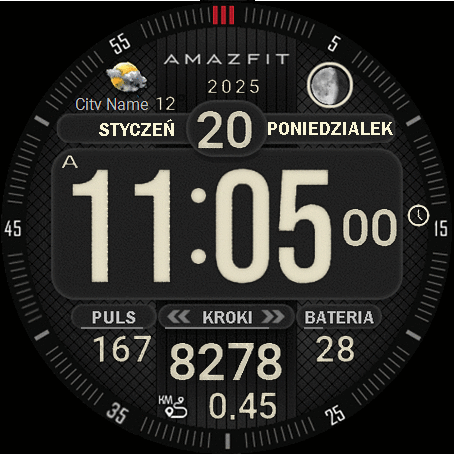 55
5
AMAZFIT
2025
City Name 12
STYCZEŃ 20 PONIEDZIALEK
A
11:05 00
45
15
PULS KROKI BATERIA
167 8278 28
KM 0.45
35
25